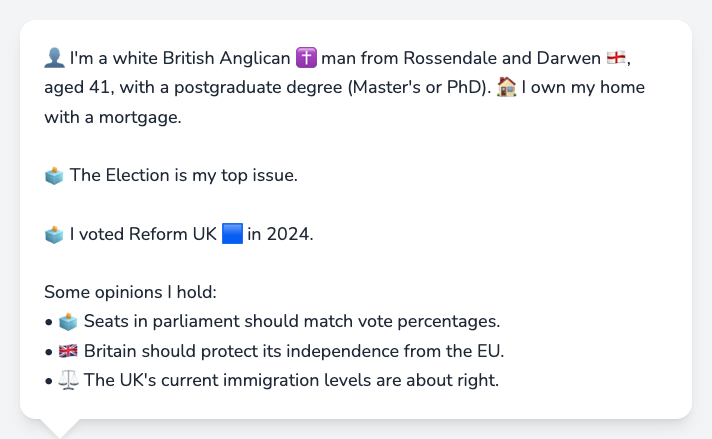 👤 I'm a white British Anglican ✝️ man from Rossendale and Darwen 🏴󠁧󠁢󠁥󠁮󠁧󠁿,
aged 41, with a postgraduate degree (Master's or PhD). 🏠 I own my home
with a mortgage.
🗳️ The Election is my top issue.
🗳️ I voted Reform UK 🟦 in 2024.
Some opinions I hold:
• 🗳️ Seats in parliament should match vote percentages.
• 🇬🇧 Britain should protect its independence from the EU.
• ⚖️ The UK's current immigration levels are about right.